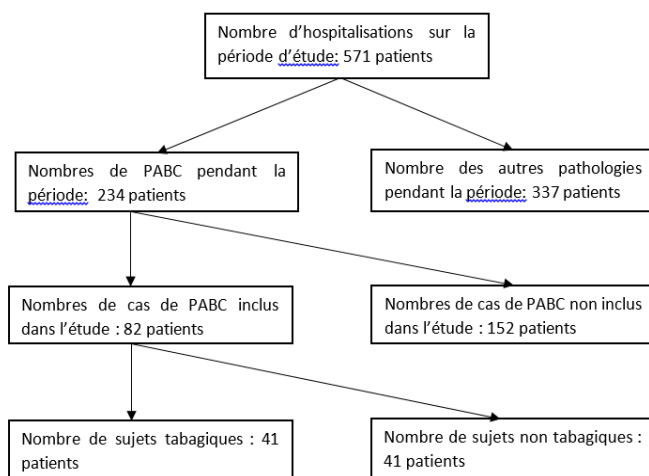 Nombre d'hospitalisations sur la
période d'étude: 571 patients
Nombres de PABC pendant la
période: 234 patients
Nombre des autres pathologies
pendant la période: 337 patients
Nombres de cas de PABC inclus
dans l'étude : 82 patients
Nombres de cas de PABC non inclus
dans l'étude : 152 patients
Nombre de sujets tabagiques : 41
patients
Nombre de sujets non tabagiques :
41 patients